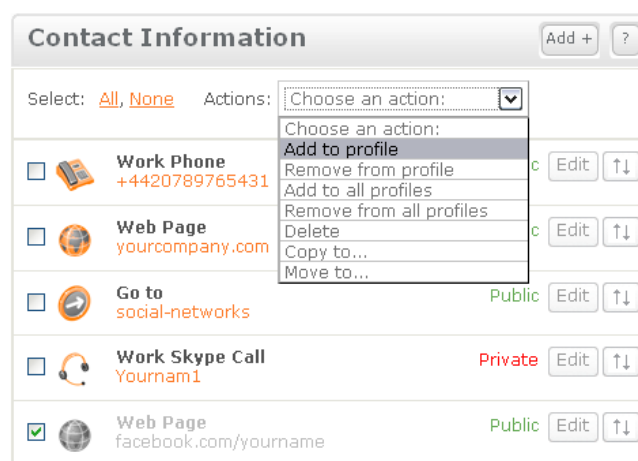 Contact Information
Add +
?
Select: All, None Actions: Choose an action:
Choose an action:
Add to profile
Remove from profile
Add to all profiles
Remove from all profiles
Delete
Copy to...
Move to...
Work Phone
+4420789765431
c Edit
Web Page
yourcompany.com
c Edit
Go to
social-networks
Public Edit
Work Skype Call
Yournam1
Private Edit
Web Page
facebook.com/yourname
Public Edit